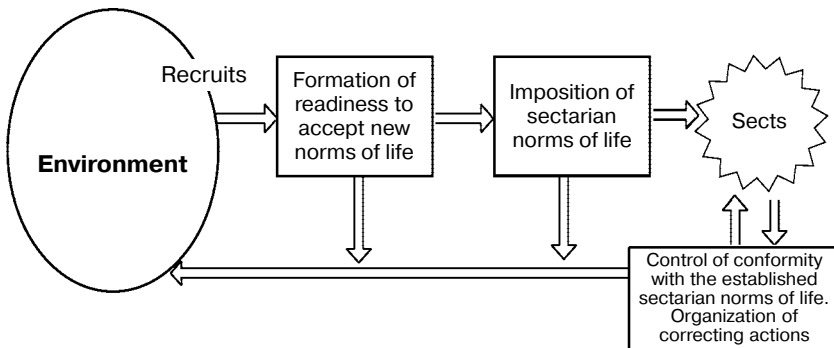 Recruits
Environment
Formation of
readiness to
accept new
norms of life
Imposition of
sectarian
norms of life
Sects
Control of conformity
with the established
sectarian norms of life.
Organization of
correcting actions